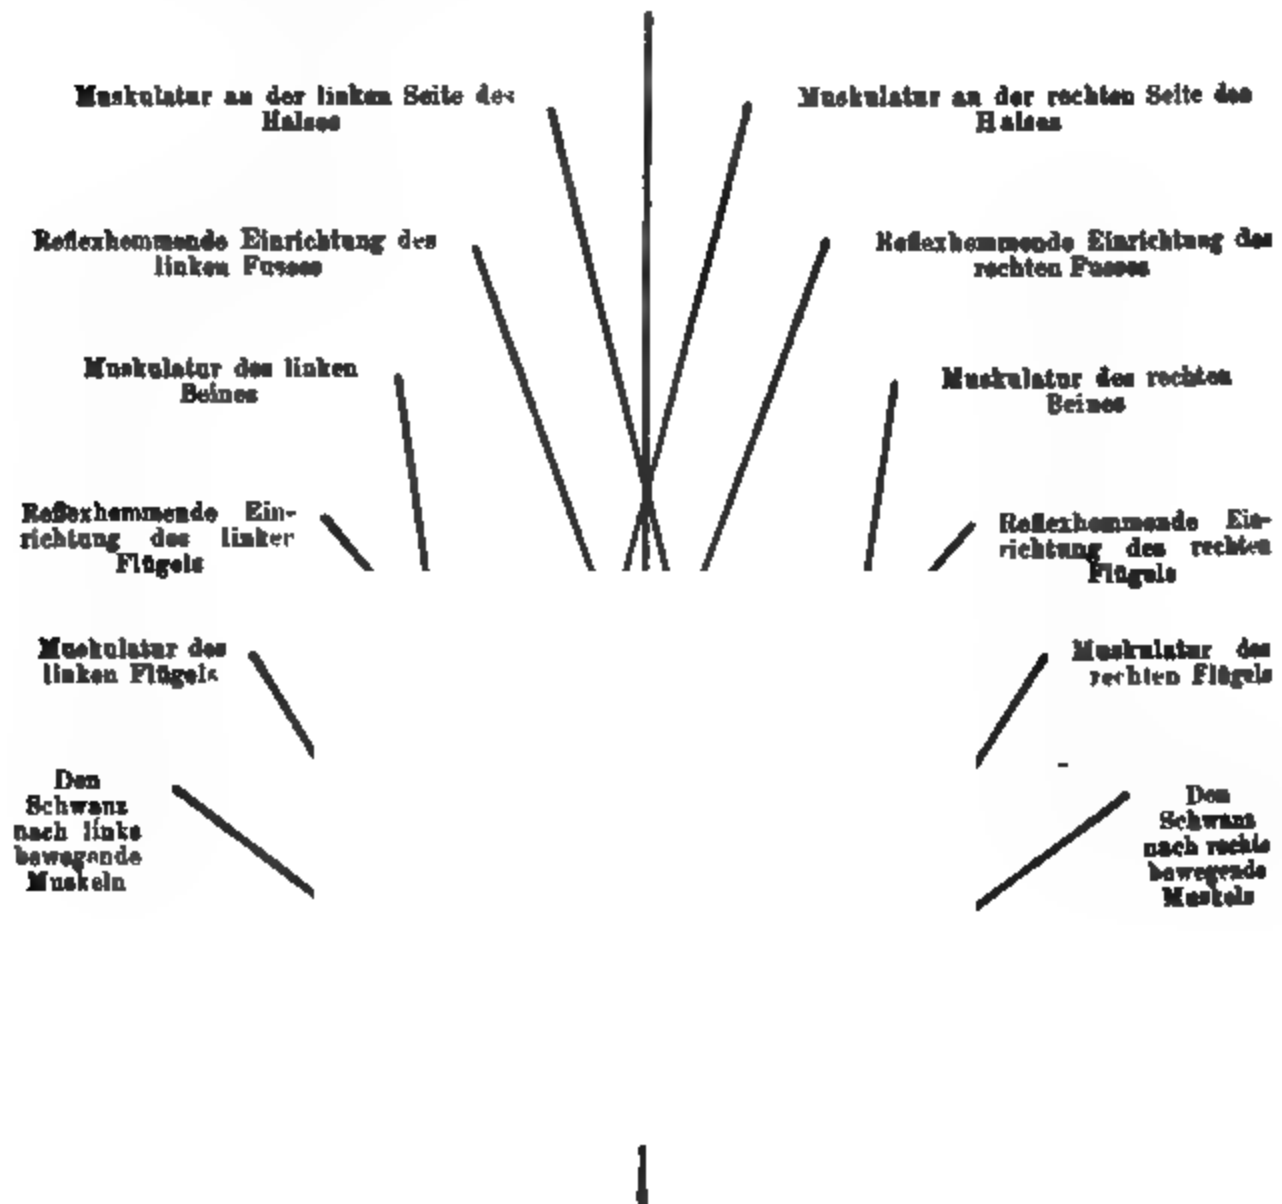 Muskulatur an der linken Seite des
Halses
Muskulatur an der rechten Seite des
Halses
Reflexhemmende Einrichtung des
linken Fusses
Reflexhemmende Einrichtung des
rechten Fusses
Muskulatur des linken
Beines
Muskulatur des rechten
Beines
Reflexhemmende Ein-
richtung des linken
Flügels
Reflexhemmende Ein-
richtung des rechten
Flügels
Muskulatur des
linken Flügels
Muskulatur des
rechten Flügels
Den
Schwanz
nach links
bewegende
Muskeln
Den
Schwanz
nach rechts
bewegende
Muskeln